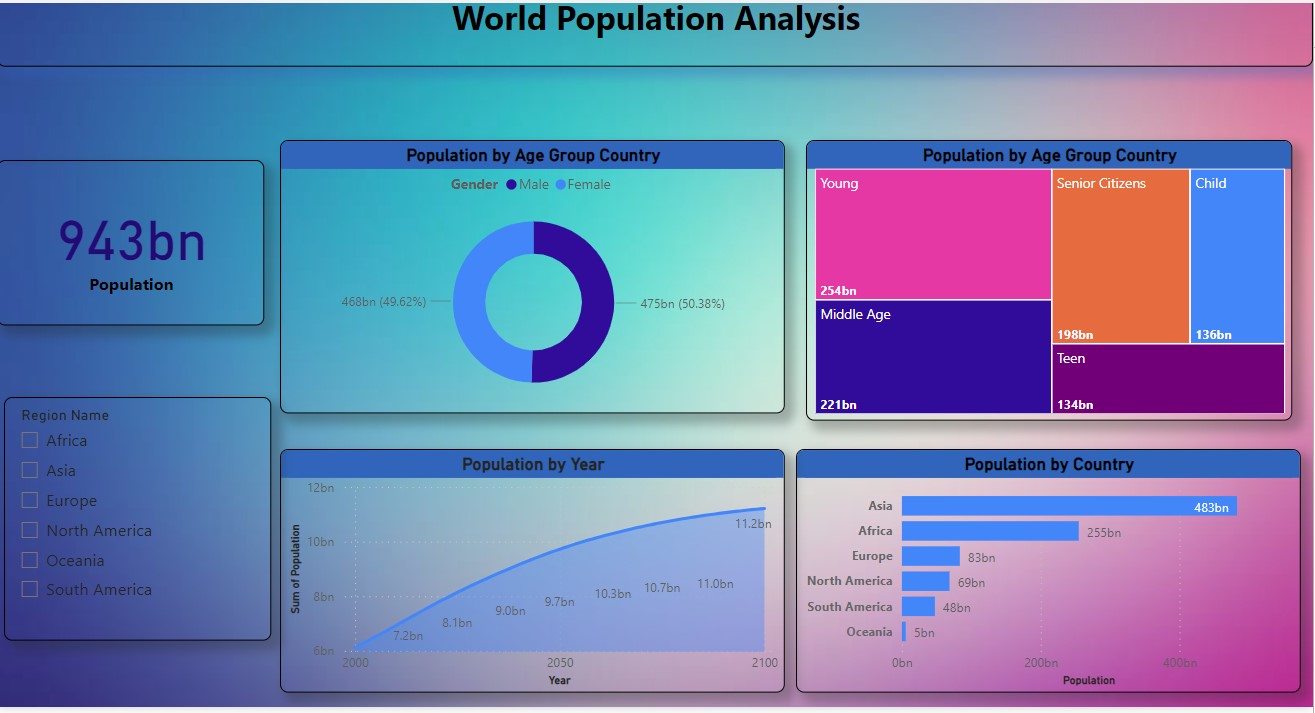 World Population Analysis
943bn
Population
Region Name
Africa
Asia
Europe
North America
Oceania
South America
Population by Age Group Country
Gender Male Female
468bn (49.62%)
475bn (50.38%)
Population by Age Group Country
Young
254bn
Middle Age
221bn
Senior Citizens
198bn
Child
136bn
Teen
134bn
Population by Year
Sum of Population
12bn
10bn
8bn
6bn
7.2bn
8.1bn
9.0bn
9.7bn
10.3bn
10.7bn
11.0bn
11.2bn
2000 2050 2100
Year
Population by Country
Asia 483bn
Africa 255bn
Europe 83bn
North America 69bn
South America 48bn
Oceania 5bn
0bn 200bn 400bn
Population